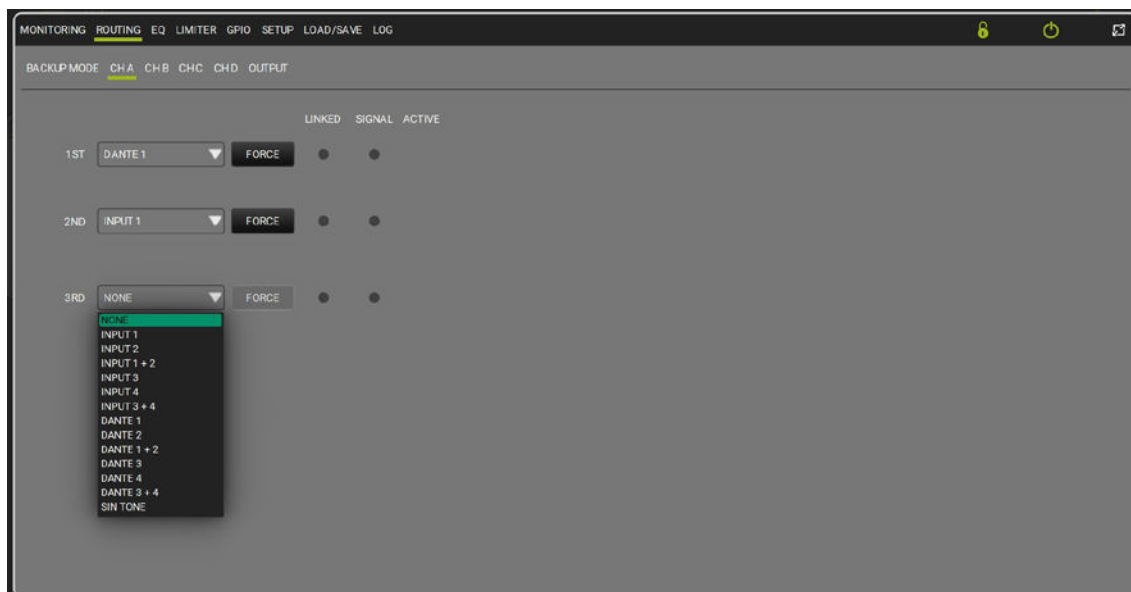 MONITORING ROUTING EQ LIMITER GPIO SETUP LOAD/SAVE LOG
BACKUP MODE CH A CH B CH C CH D OUTPUT
LINKED SIGNAL ACTIVE
1ST DANTE 1 FORCE
2ND INPUT 1 FORCE
3RD NONE FORCE
NONE
INPUT 1
INPUT 2
INPUT 1 + 2
INPUT 3
INPUT 4
INPUT 3 + 4
DANTE 1
DANTE 2
DANTE 1 + 2
DANTE 3
DANTE 4
DANTE 3 + 4
SIN TONE